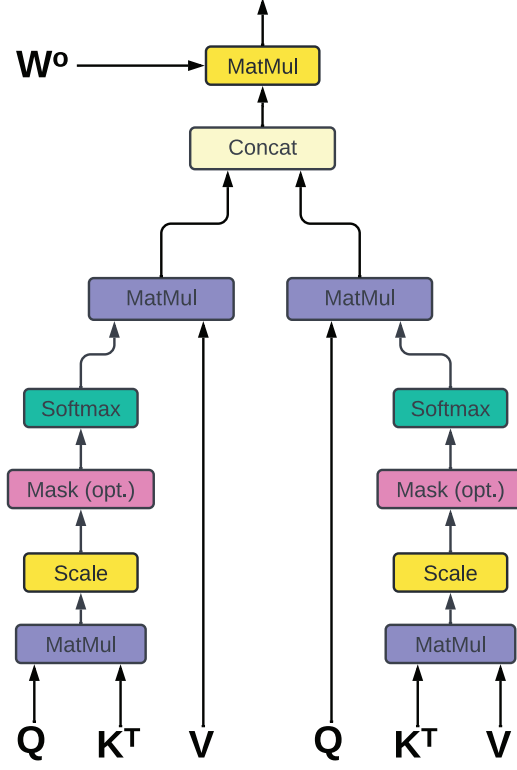 Wᴼ
MatMul
Concat
MatMul MatMul
Softmax Softmax
Mask (opt.) Mask (opt.)
Scale Scale
MatMul MatMul
Q Kᵀ V Q Kᵀ V